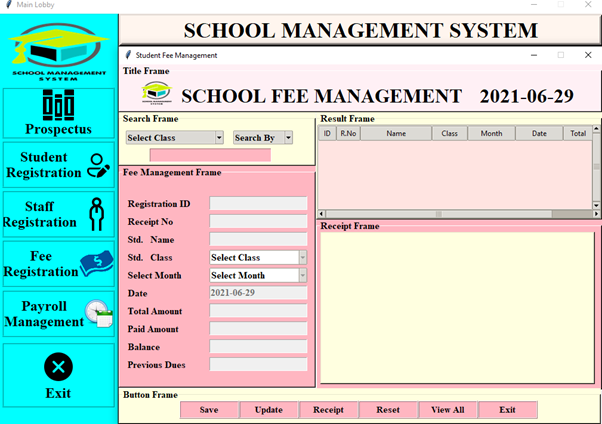 Main Lobby
SCHOOL MANAGEMENT SYSTEM
SCHOOL MANAGEMENT
SYSTEM
Prospectus
Student
Registration
Staff
Registration
Fee
Registration
Payroll
Management
Exit
Student Fee Management
Title Frame
SCHOOL FEE MANAGEMENT 2021-06-29
Search Frame
Select Class Search By
Fee Management Frame
Registration ID
Receipt No
Std. Name
Std. Class Select Class
Select Month Select Month
Date 2021-06-29
Total Amount
Paid Amount
Balance
Previous Dues
Result Frame
ID R.No Name Class Month Date Total
Receipt Frame
Button Frame
Save Update Receipt Reset View All Exit